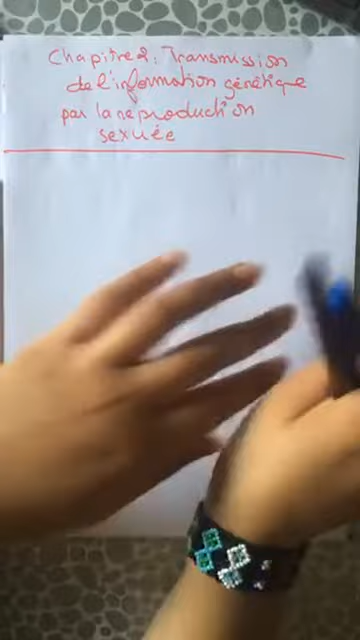 Chapitre 2: Transmission
de l'information génétique
par la reproduction
sexuée